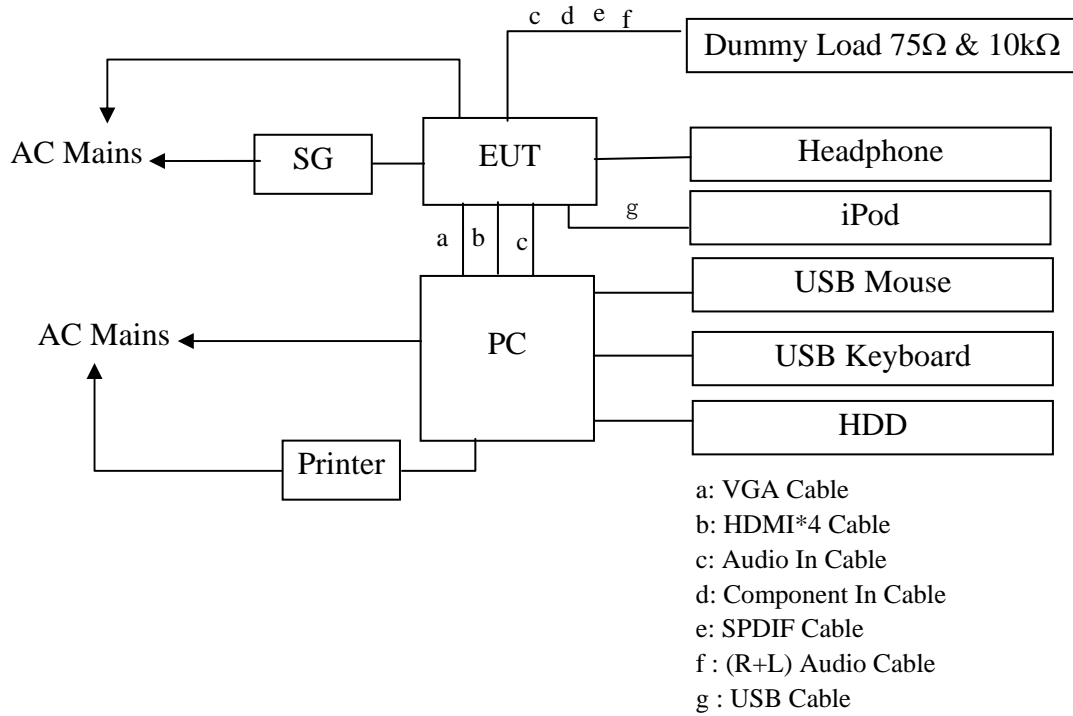 c d e f
Dummy Load 75Ω & 10kΩ
AC Mains
SG
EUT
Headphone
g
iPod
a b c
USB Mouse
AC Mains
PC
USB Keyboard
HDD
Printer
a: VGA Cable
b: HDMI*4 Cable
c: Audio In Cable
d: Component In Cable
e: SPDIF Cable
f : (R+L) Audio Cable
g : USB Cable